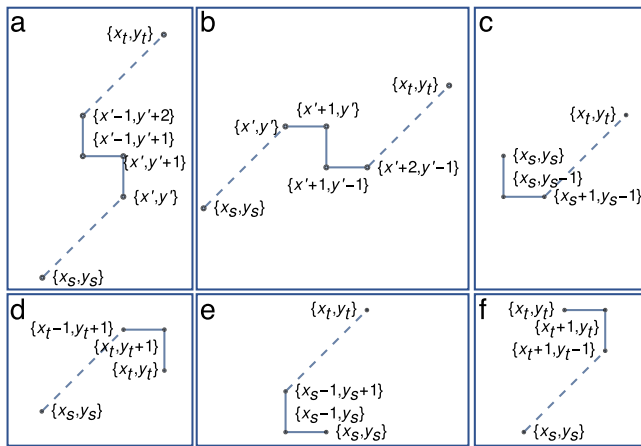 a
{x_t,y_t}
{x'−1,y'+2}
{x'−1,y'+1}
{x',y'+1}
{x',y'}
{x_s,y_s}
b
{x_t,y_t}
{x'+1,y'}
{x',y'}
{x'+1,y'−1}
{x'+2,y'−1}
{x_s,y_s}
c
{x_t,y_t}
{x_s,y_s}
{x_s,y_s−1}
{x_s+1,y_s−1}
d
{x_t−1,y_t+1}
{x_t,y_t+1}
{x_t,y_t}
{x_s,y_s}
e
{x_t,y_t}
{x_s−1,y_s+1}
{x_s−1,y_s}
{x_s,y_s}
f
{x_t,y_t}
{x_t+1,y_t}
{x_t+1,y_t−1}
{x_s,y_s}